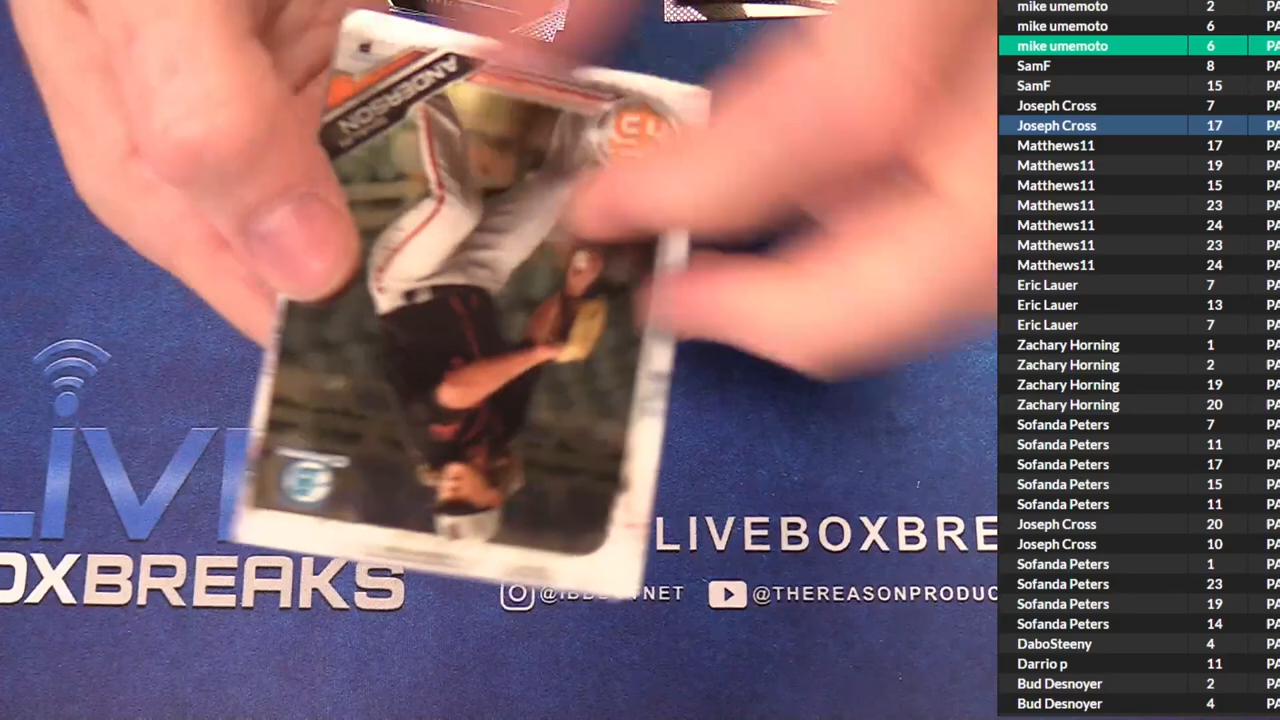 ANDERSON
SF
LIVE
OXBREAKS
LIVEBOXBRE
NET
@THEREASONPRODUC
mike umemoto 2 PA
mike umemoto 6 PA
mike umemoto 6 PA
SamF 8 PA
SamF 15 PA
Joseph Cross 7 PA
Joseph Cross 17 PA
Matthews11 17 PA
Matthews11 19 PA
Matthews11 15 PA
Matthews11 23 PA
Matthews11 24 PA
Matthews11 23 PA
Matthews11 24 PA
Eric Lauer 7 PA
Eric Lauer 13 PA
Eric Lauer 7 PA
Zachary Horning 1 PA
Zachary Horning 2 PA
Zachary Horning 19 PA
Zachary Horning 20 PA
Sofanda Peters 7 PA
Sofanda Peters 11 PA
Sofanda Peters 17 PA
Sofanda Peters 15 PA
Sofanda Peters 11 PA
Joseph Cross 20 PA
Joseph Cross 10 PA
Sofanda Peters 1 PA
Sofanda Peters 23 PA
Sofanda Peters 19 PA
Sofanda Peters 14 PA
DaboSteeny 4 PA
Darrio p 11 PA
Bud Desnoyer 2 PA
Bud Desnoyer 4 PA